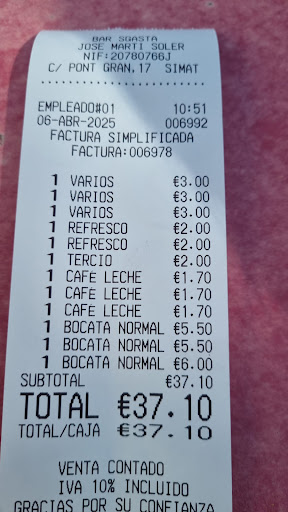 BAR SGASTA
JOSE MARTI SOLER
NIF:20780766J
C/ PONT GRAN,17 SIMAT
EMPLEADO#01 10:51
06-ABR-2025 006992
FACTURA SIMPLIFICADA
FACTURA:006978
1 VARIOS €3.00
1 VARIOS €3.00
1 VARIOS €3.00
1 REFRESCO €2.00
1 REFRESCO €2.00
1 TERCIO €2.00
1 CAFE LECHE €1.70
1 CAFE LECHE €1.70
1 CAFE LECHE €1.70
1 BOCATA NORMAL €5.50
1 BOCATA NORMAL €5.50
1 BOCATA NORMAL €6.00
SUBTOTAL €37.10
TOTAL €37.10
TOTAL/CAJA €37.10
VENTA CONTADO
IVA 10% INCLUIDO
GRACIAS POR SU CONFIANZA